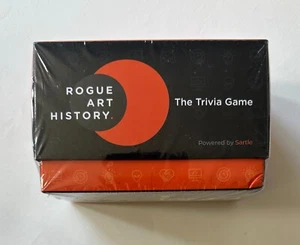 ROGUE
ART
HISTORY®
The Trivia Game
Powered by Sartle